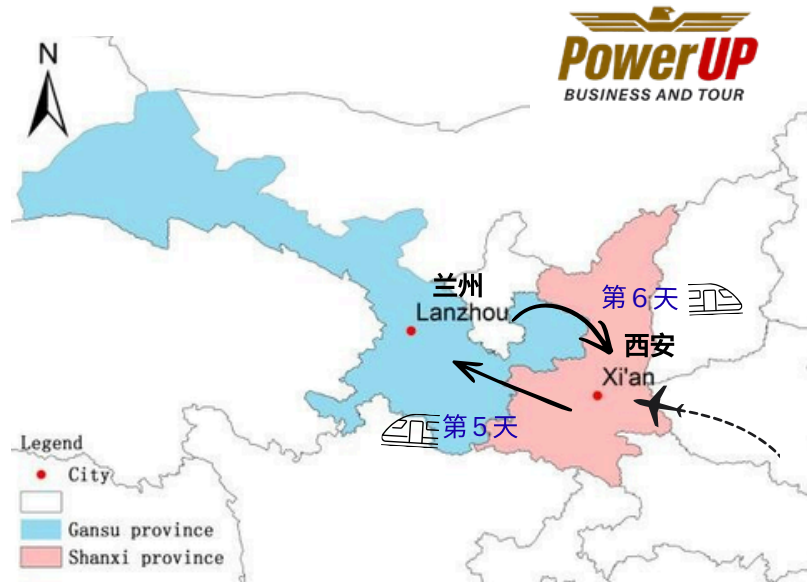 PowerUP
BUSINESS AND TOUR
N
兰州
Lanzhou
第6天
西安
Xi'an
第5天
Legend
City
Gansu province
Shanxi province